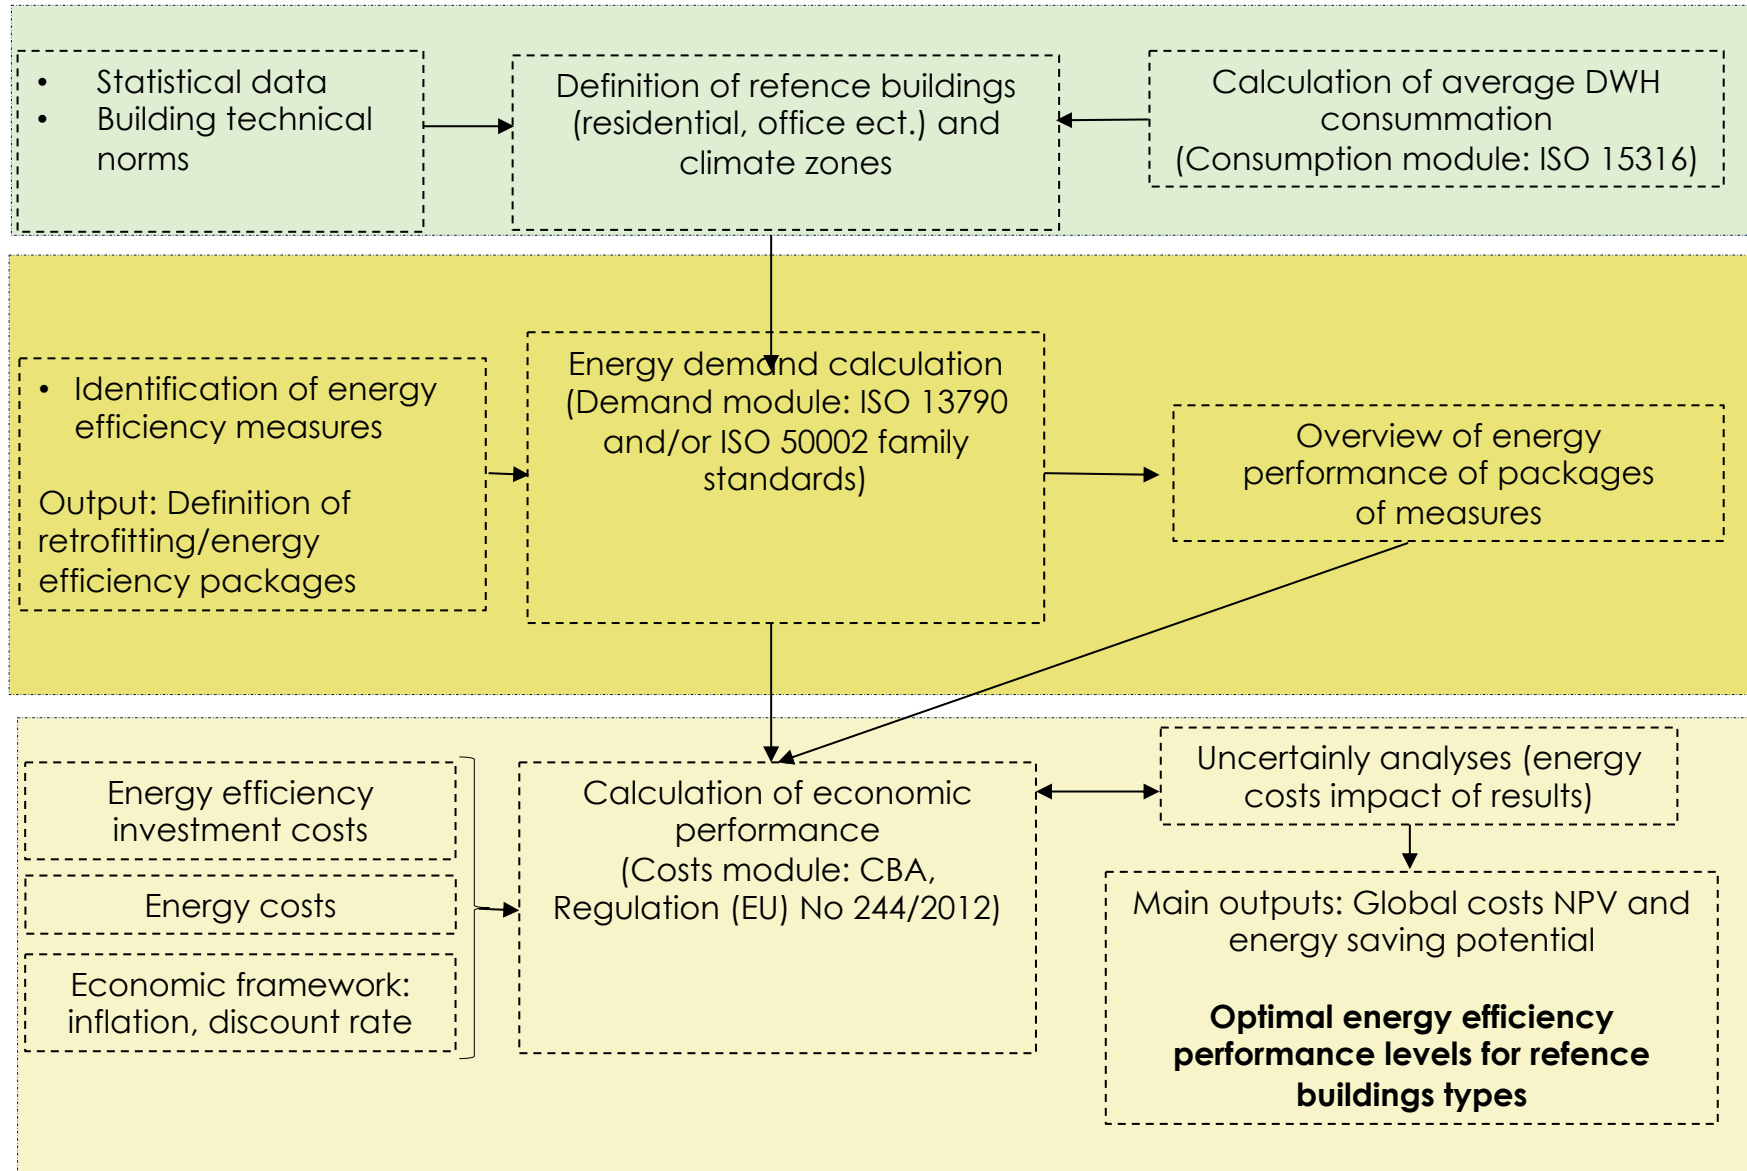 • Statistical data
• Building technical
norms
Definition of refence buildings
(residential, office ect.) and
climate zones
Calculation of average DWH
consummation
(Consumption module: ISO 15316)
• Identification of energy
efficiency measures
Output: Definition of
retrofitting/energy
efficiency packages
Energy demand calculation
(Demand module: ISO 13790
and/or ISO 50002 family
standards)
Overview of energy
performance of packages
of measures
Energy efficiency
investment costs
Energy costs
Economic framework:
inflation, discount rate
Calculation of economic
performance
(Costs module: CBA,
Regulation (EU) No 244/2012)
Uncertainly analyses (energy
costs impact of results)
Main outputs: Global costs NPV and
energy saving potential
Optimal energy efficiency
performance levels for refence
buildings types